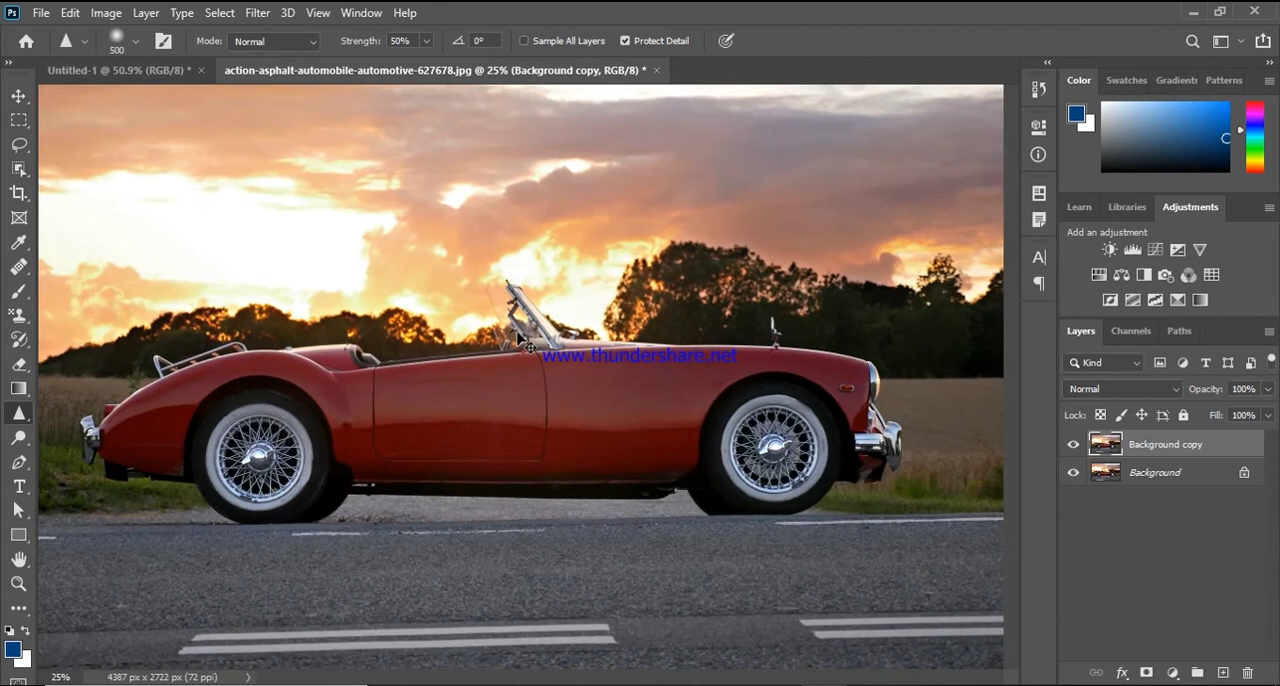 Ps File Edit Image Layer Type Select Filter 3D View Window Help
500 Mode: Normal Strength: 50% 0° Sample All Layers Protect Detail
Untitled-1 @ 50.9% (RGB/8) * × action-asphalt-automobile-automotive-627678.jpg @ 25% (Background copy, RGB/8) * ×
Color Swatches Gradients Patterns
Learn Libraries Adjustments
Add an adjustment
Layers Channels Paths
Kind
Normal Opacity: 100%
Lock: Fill: 100%
Background copy
Background
www.thundershare.net
25% 4387 px x 2722 px (72 ppi)